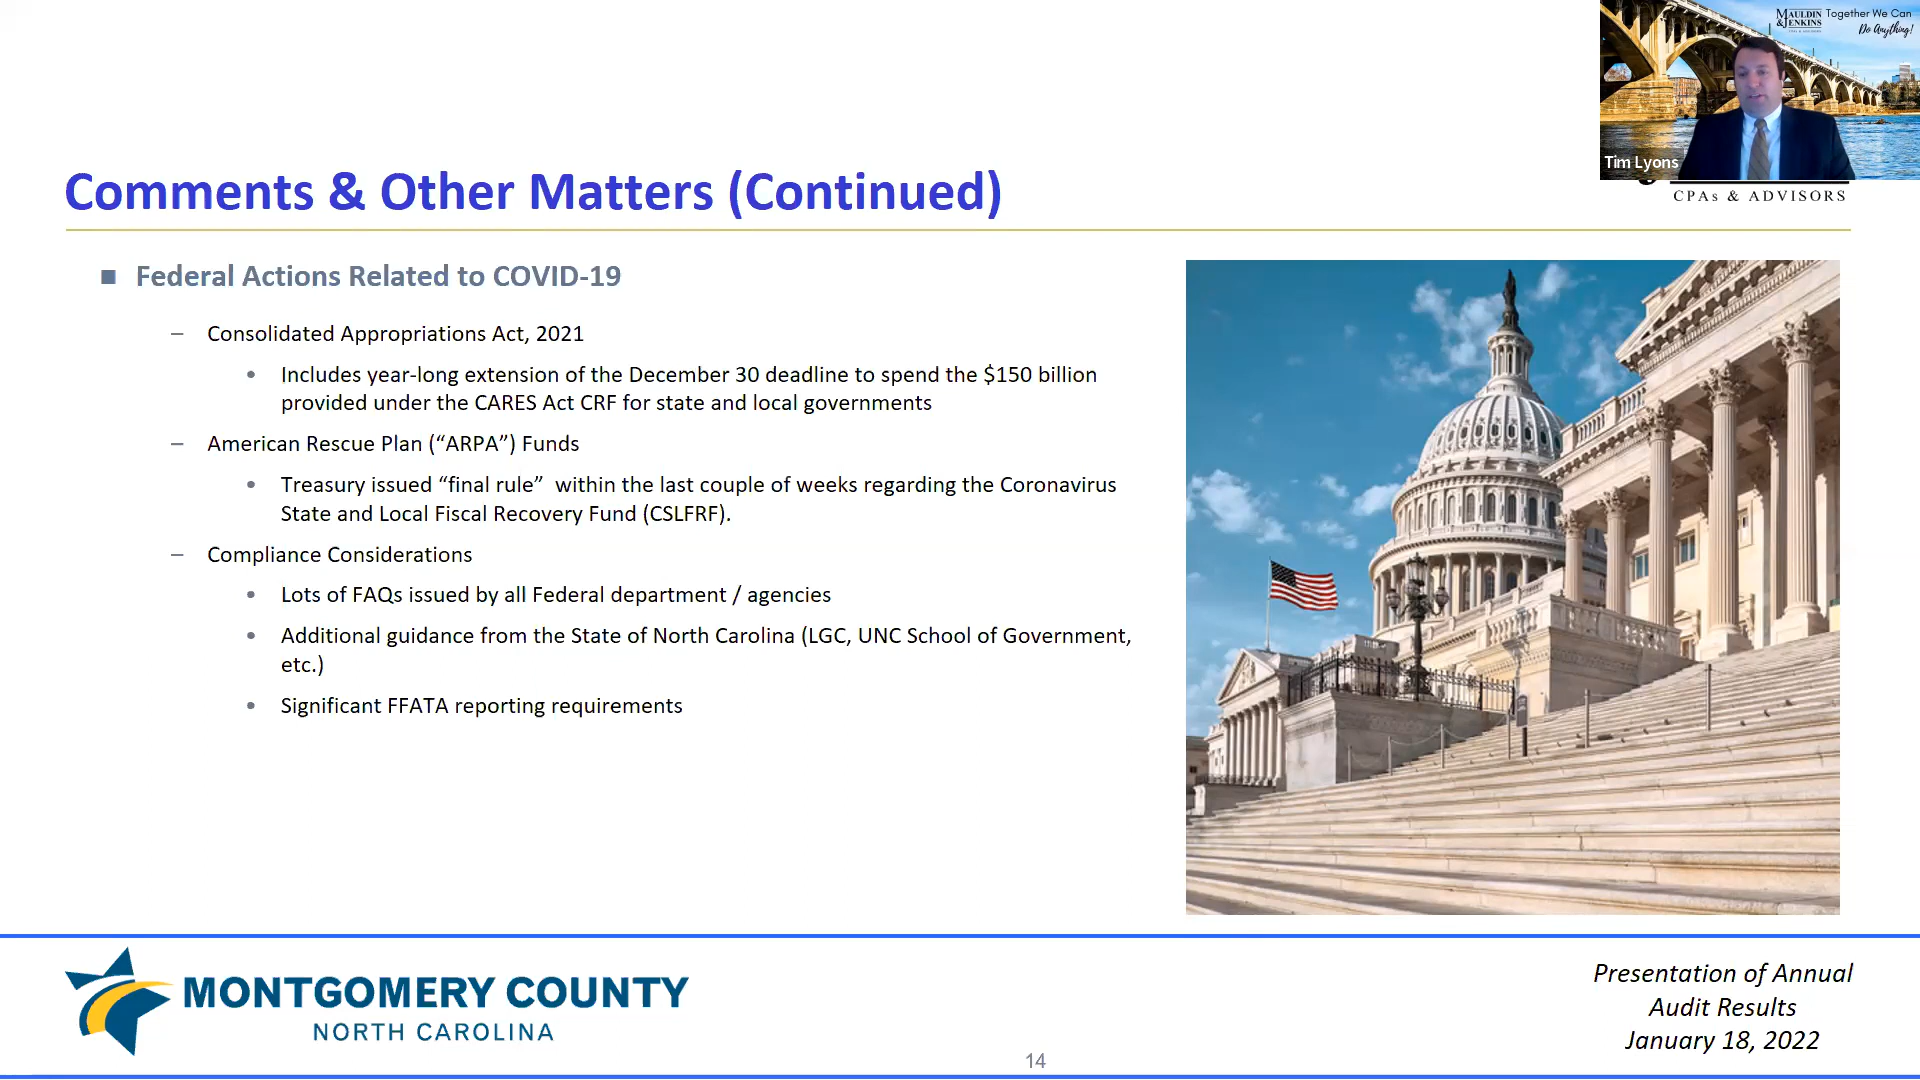 MAULDIN
&JENKINS
Together We Can
Do Anything!
Tim Lyons
CPAs & ADVISORS
Comments & Other Matters (Continued)
■ Federal Actions Related to COVID-19
– Consolidated Appropriations Act, 2021
• Includes year-long extension of the December 30 deadline to spend the $150 billion
provided under the CARES Act CRF for state and local governments
– American Rescue Plan (“ARPA”) Funds
• Treasury issued “final rule”  within the last couple of weeks regarding the Coronavirus
State and Local Fiscal Recovery Fund (CSLFRF).
– Compliance Considerations
• Lots of FAQs issued by all Federal department / agencies
• Additional guidance from the State of North Carolina (LGC, UNC School of Government,
etc.)
• Significant FFATA reporting requirements
MONTGOMERY COUNTY
NORTH CAROLINA
14
Presentation of Annual
Audit Results
January 18, 2022